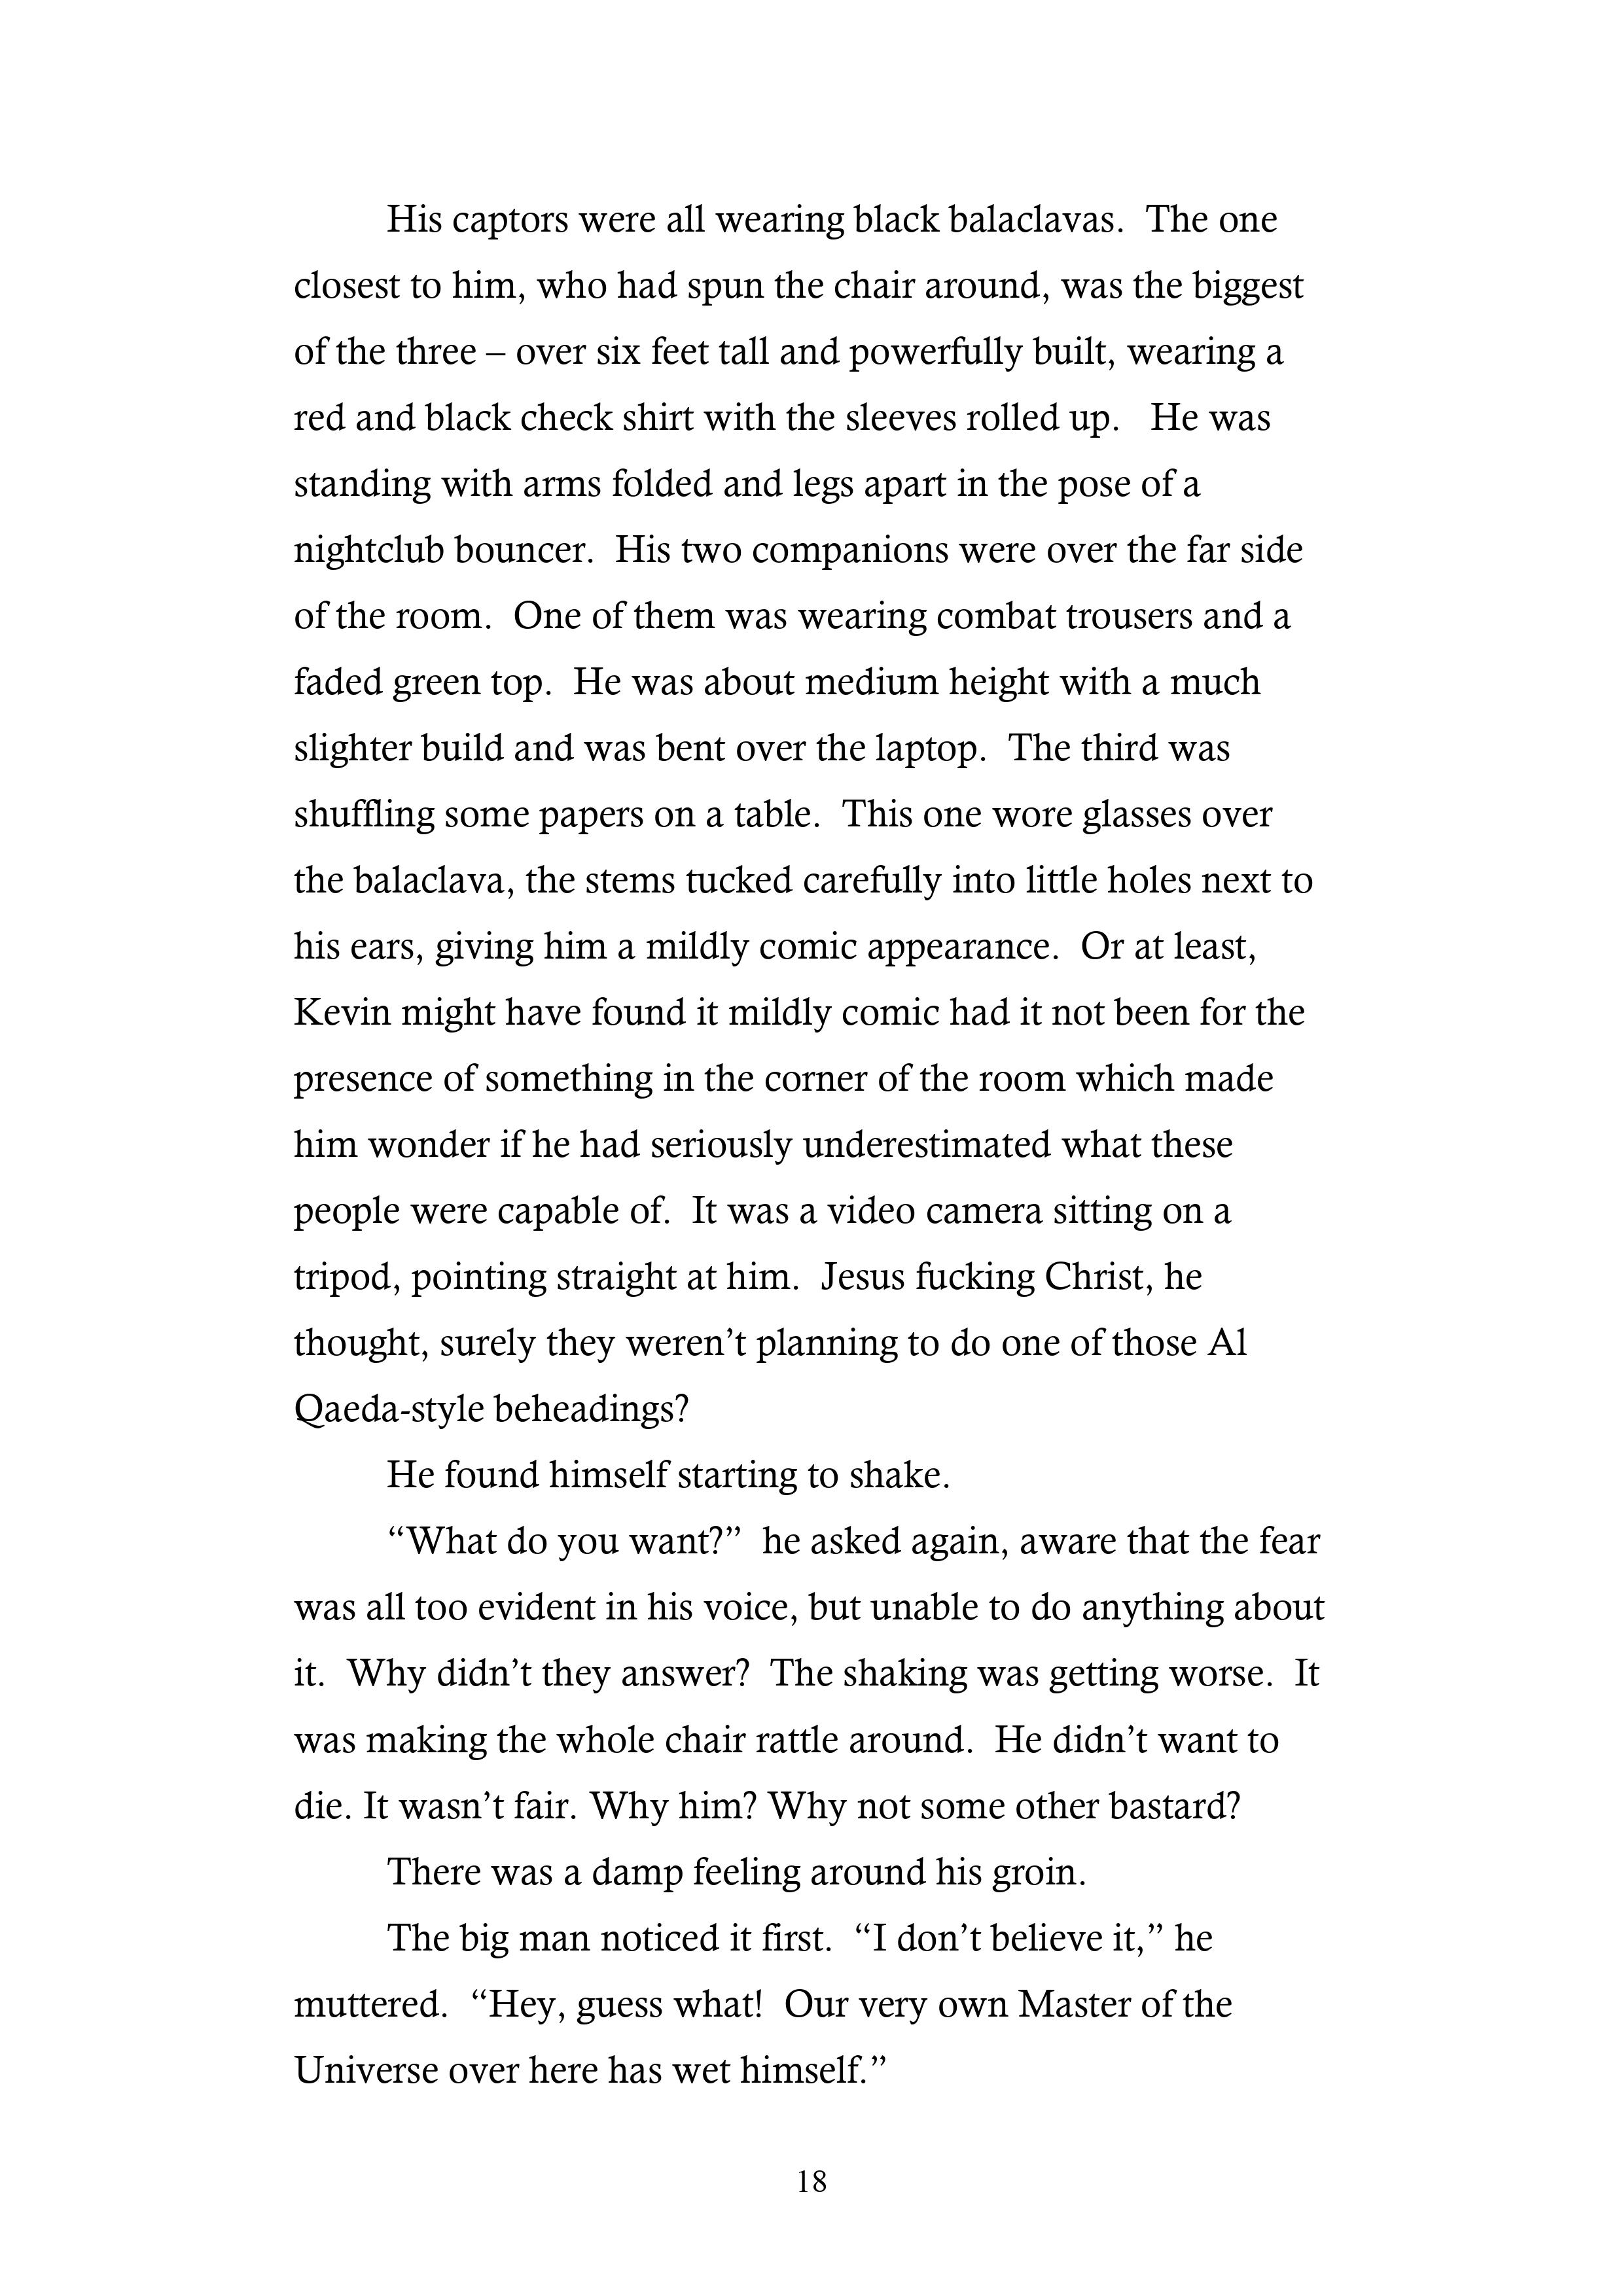 His captors were all wearing black balaclavas.  The one
closest to him, who had spun the chair around, was the biggest
of the three – over six feet tall and powerfully built, wearing a
red and black check shirt with the sleeves rolled up.   He was
standing with arms folded and legs apart in the pose of a
nightclub bouncer.  His two companions were over the far side
of the room.  One of them was wearing combat trousers and a
faded green top.  He was about medium height with a much
slighter build and was bent over the laptop.  The third was
shuffling some papers on a table.  This one wore glasses over
the balaclava, the stems tucked carefully into little holes next to
his ears, giving him a mildly comic appearance.  Or at least,
Kevin might have found it mildly comic had it not been for the
presence of something in the corner of the room which made
him wonder if he had seriously underestimated what these
people were capable of.  It was a video camera sitting on a
tripod, pointing straight at him.  Jesus fucking Christ, he
thought, surely they weren’t planning to do one of those Al
Qaeda-style beheadings?
He found himself starting to shake.
“What do you want?”  he asked again, aware that the fear
was all too evident in his voice, but unable to do anything about
it.  Why didn’t they answer?  The shaking was getting worse.  It
was making the whole chair rattle around.  He didn’t want to
die. It wasn’t fair. Why him? Why not some other bastard?
There was a damp feeling around his groin.
The big man noticed it first.  “I don’t believe it,” he
muttered.  “Hey, guess what!  Our very own Master of the
Universe over here has wet himself.”
18